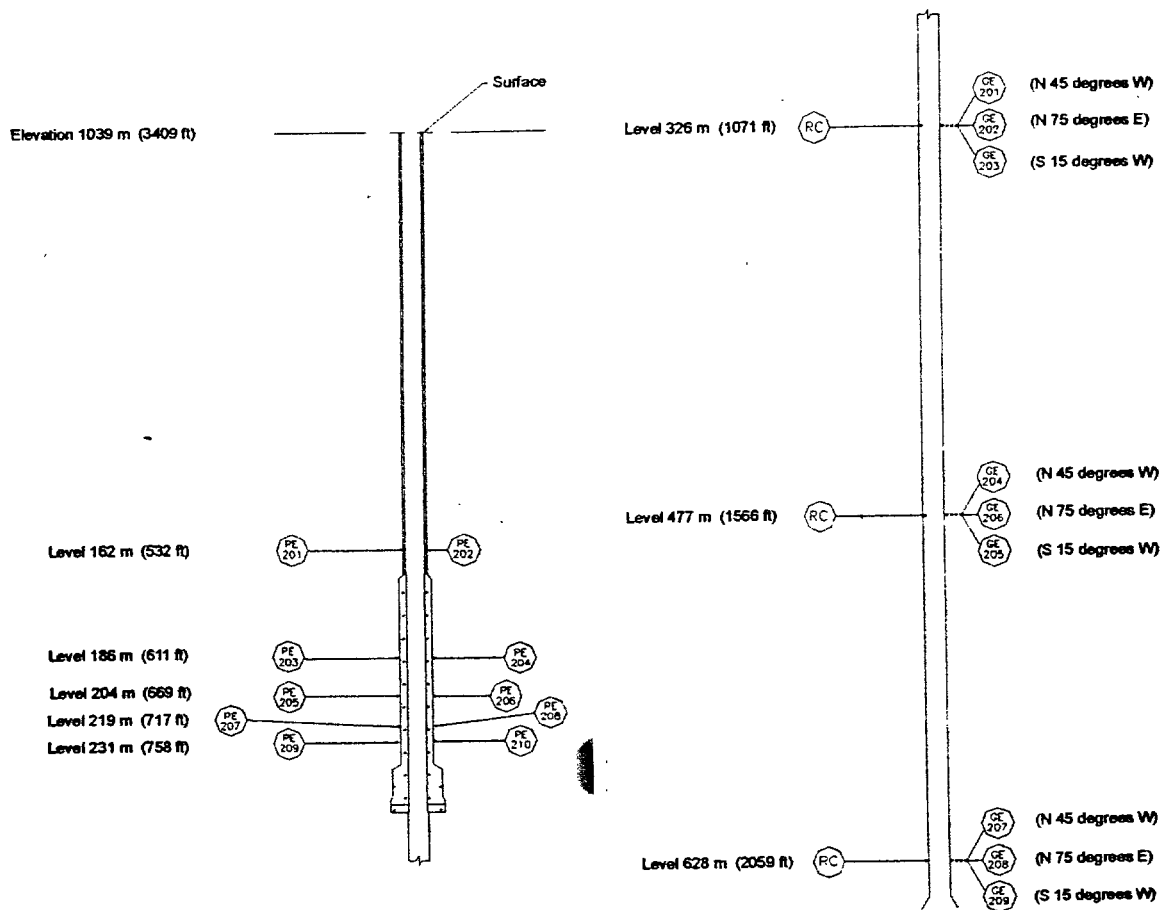 Surface
Elevation 1039 m (3409 ft)
Level 162 m (532 ft)
PE 201
PE 202
Level 186 m (611 ft)
PE 203
PE 204
Level 204 m (669 ft)
PE 205
PE 206
Level 219 m (717 ft)
PE 207
PE 208
Level 231 m (758 ft)
PE 209
PE 210
Level 326 m (1071 ft)
RC
GE 201
(N 45 degrees W)
GE 202
(N 75 degrees E)
GE 203
(S 15 degrees W)
Level 477 m (1566 ft)
RC
GE 204
(N 45 degrees W)
GE 206
(N 75 degrees E)
GE 205
(S 15 degrees W)
Level 628 m (2059 ft)
RC
GE 207
(N 45 degrees W)
GE 208
(N 75 degrees E)
GE 209
(S 15 degrees W)